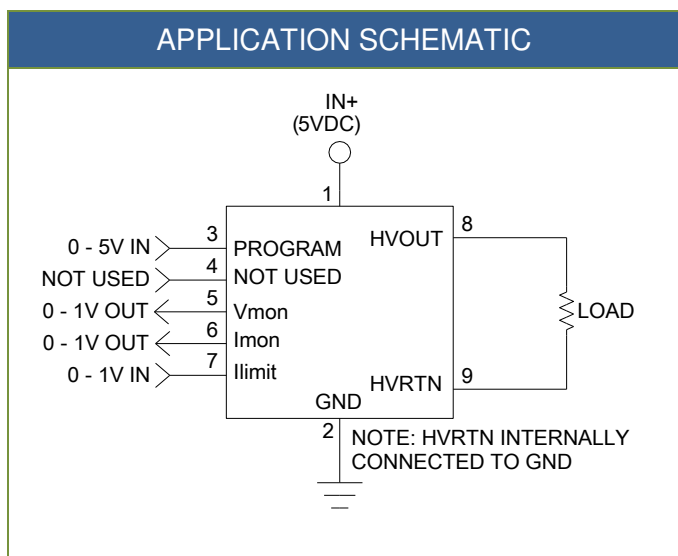 APPLICATION SCHEMATIC
IN+
(5VDC)
1
0 - 5V IN 3 PROGRAM HVOUT 8
NOT USED 4 NOT USED
0 - 1V OUT 5 Vmon
LOAD
0 - 1V OUT 6 Imon
0 - 1V IN 7 Ilimit HVRTN 9
GND
2 NOTE: HVRTN INTERNALLY
CONNECTED TO GND